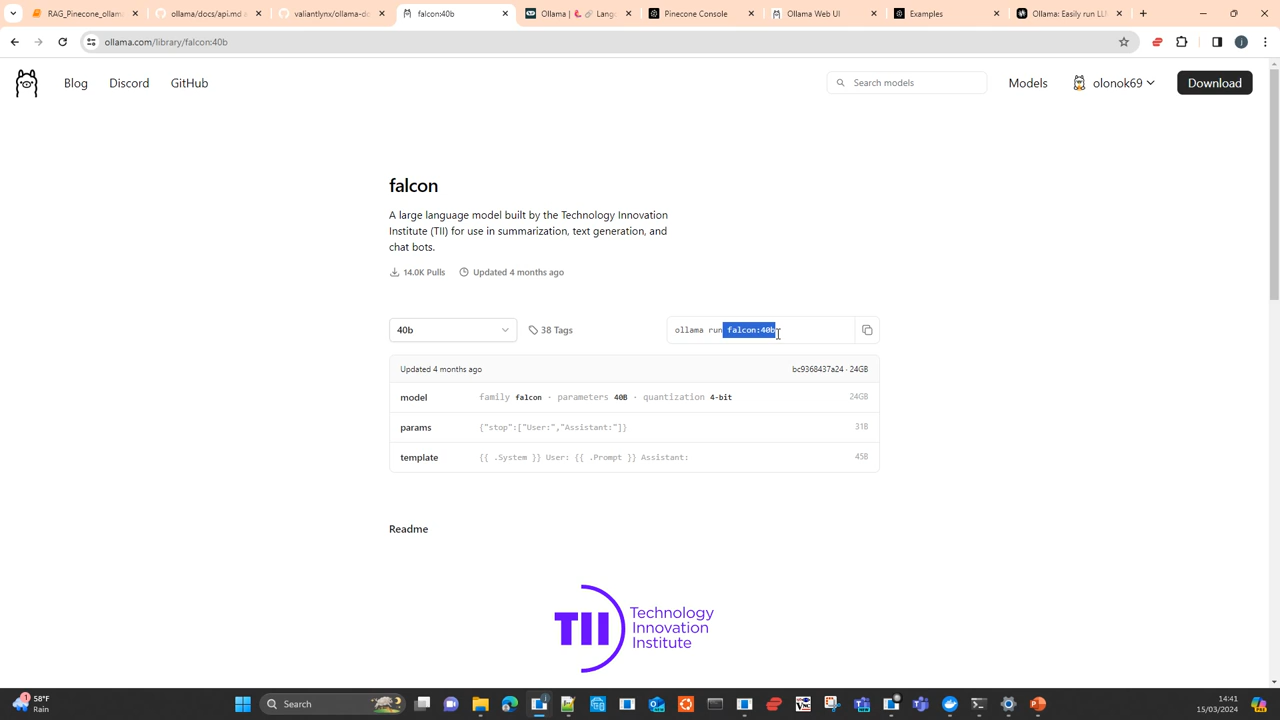 RAG_Pinecone_ollam
ollama/docs/api.md
valiantlynx/ollama-do
falcon:40b
Ollama | 🦜️🔗 Lang
Pinecone Console
Ollama Web UI
Examples
Ollama: Easily run LL
ollama.com/library/falcon:40b
Blog
Discord
GitHub
Search models
Models
olonok69
Download
falcon
A large language model built by the Technology Innovation
Institute (TII) for use in summarization, text generation, and
chat bots.
14.0K Pulls
Updated 4 months ago
40b
38 Tags
ollama run falcon:40b
Updated 4 months ago
bc9368437a24 · 24GB
model
family falcon · parameters 40B · quantization 4-bit
24GB
params
{"stop":["User:","Assistant:"]}
31B
template
{{ .System }} User: {{ .Prompt }} Assistant:
45B
Readme
TII Technology
Innovation
Institute
1
58°F
Rain
Search
14:41
15/03/2024